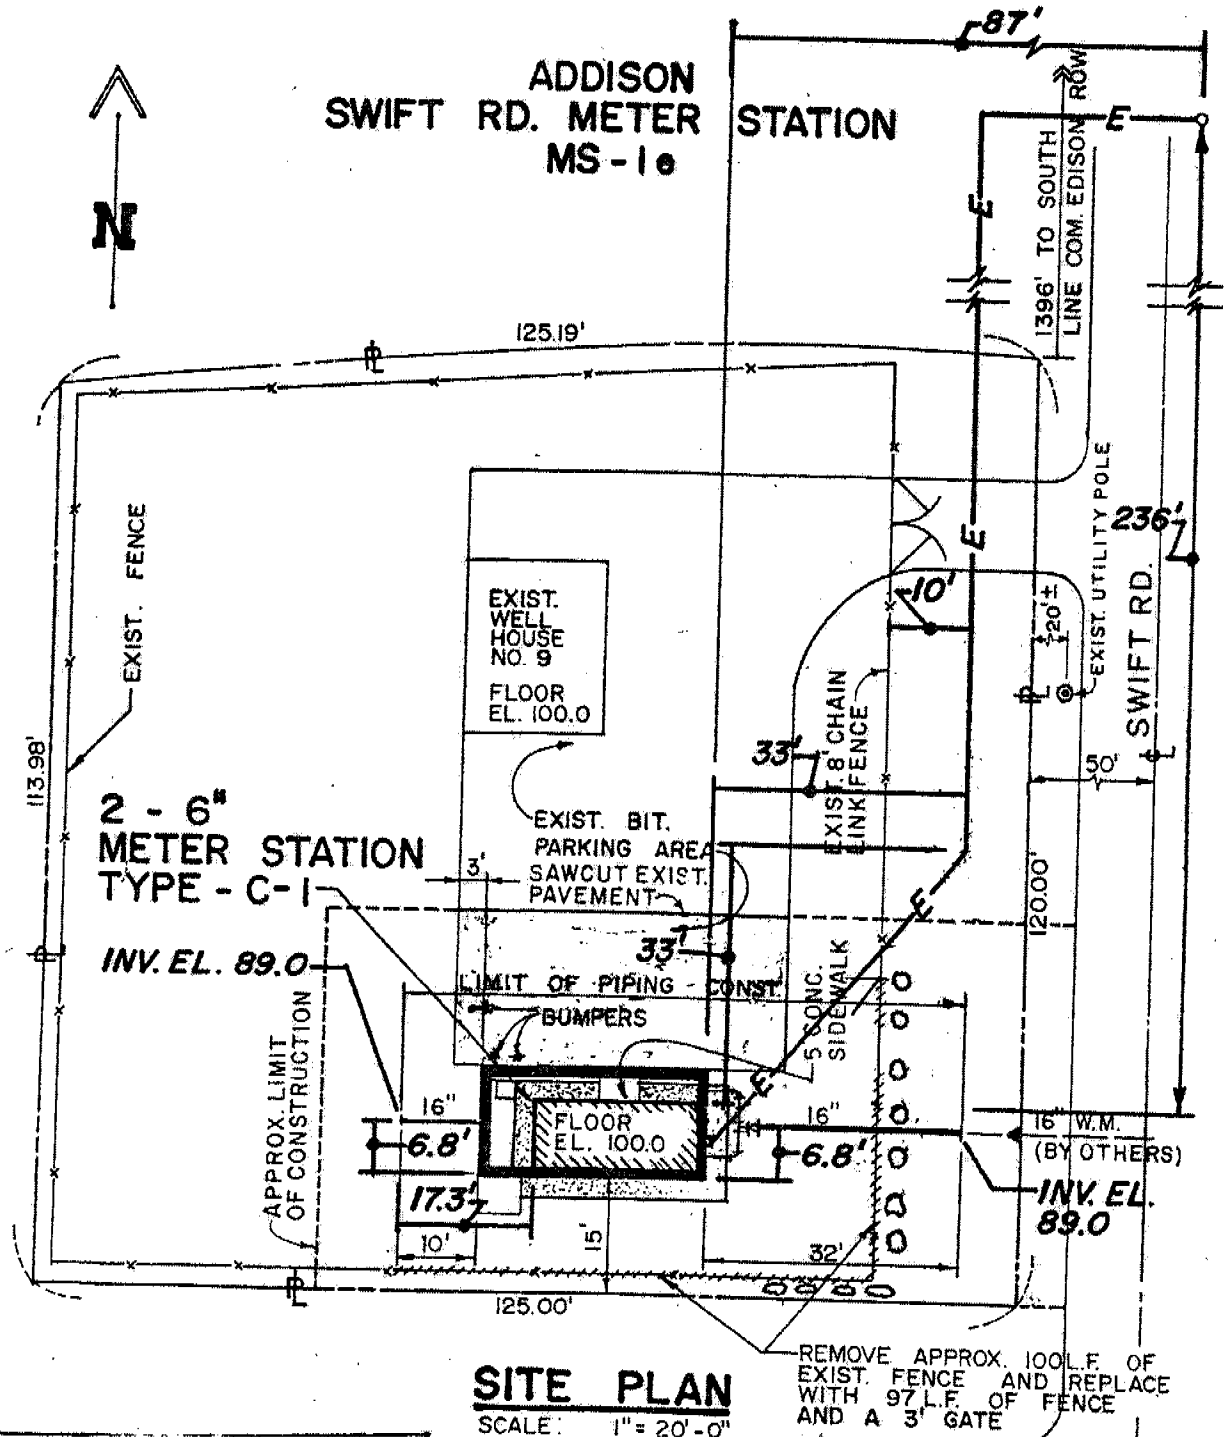 87'
ADDISON
SWIFT RD. METER STATION
MS-1e
N
E
E
1396' TO SOUTH
LINE COM. EDISON ROW
125.19'
PL
EXIST. FENCE
E
EXIST. UTILITY POLE
236'
SWIFT RD.
10'
20'±
EXIST.
WELL
HOUSE
NO. 9
FLOOR
EL. 100.0
PL
EXIST. 8' CHAIN
LINK FENCE
33'
50'
113.98'
2 - 6"
METER STATION
TYPE - C-1
EXIST. BIT.
PARKING AREA
3'
SAWCUT EXIST.
PAVEMENT
E
120.00'
INV. EL. 89.0
33'
LIMIT OF PIPING CONST.
BUMPERS
5' CONC.
SIDEWALK
APPROX. LIMIT
OF CONSTRUCTION
E
16"
6.8'
FLOOR
EL. 100.0
16"
6.8'
16" W.M.
(BY OTHERS)
INV. EL.
89.0
17.3'
10'
15'
32'
PL
125.00'
REMOVE APPROX. 100 L.F. OF
EXIST. FENCE AND REPLACE
WITH 97 L.F. OF FENCE
AND A 3' GATE
SITE PLAN
SCALE: 1" = 20'-0"